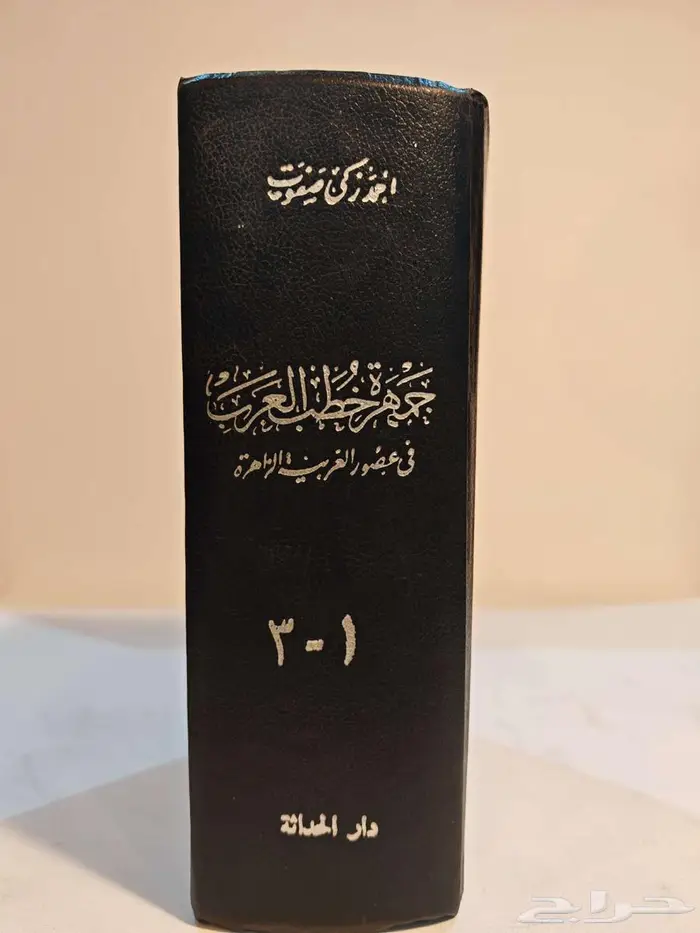 احمد زكي صفوت
جمهرة خطب العرب
في عصور العربية الزاهرة
١-٣
دار الحداثة
حراج